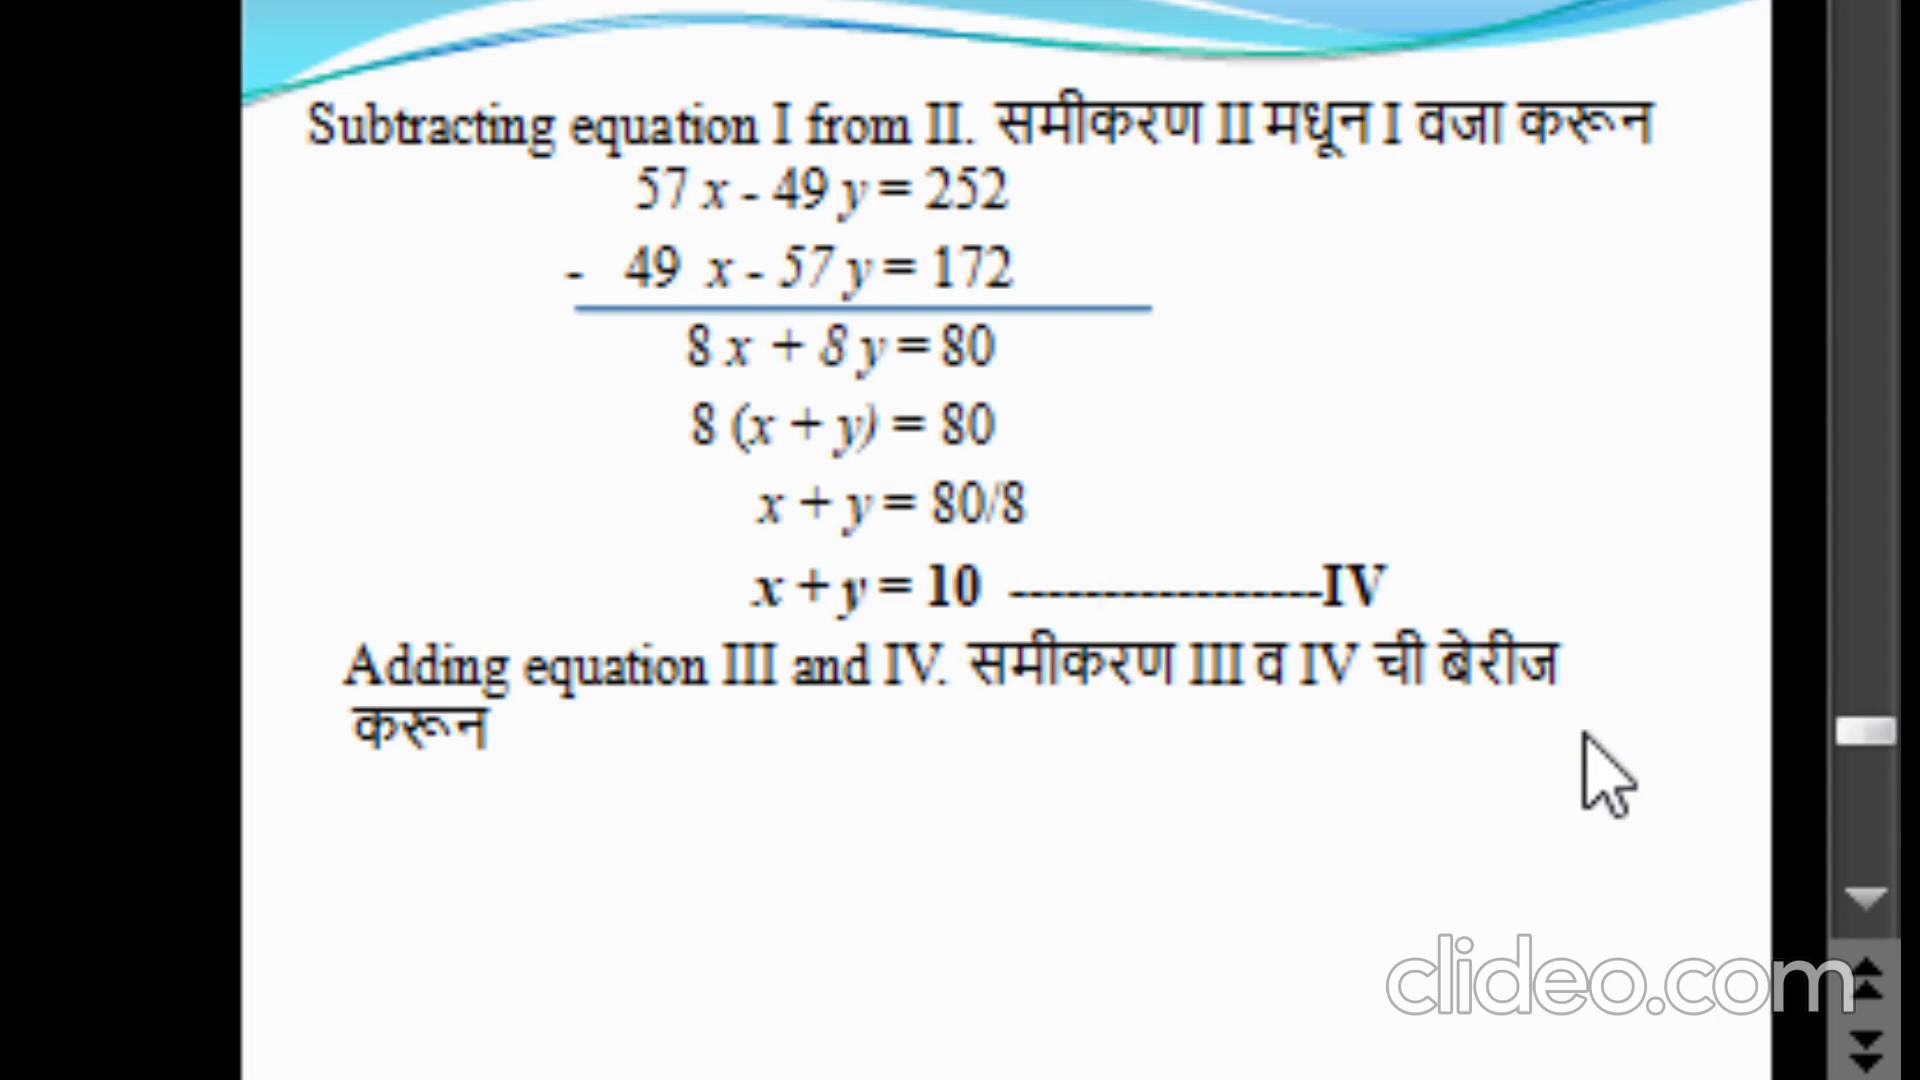 Subtracting equation I from II. समीकरण II मधून I वजा करून
57 x - 49 y = 252
- 49 x - 57 y = 172
8 x + 8 y = 80
8 (x + y) = 80
x + y = 80/8
x + y = 10 -------------------IV
Adding equation III and IV. समीकरण III व IV ची बेरीज
करून
clideo.com